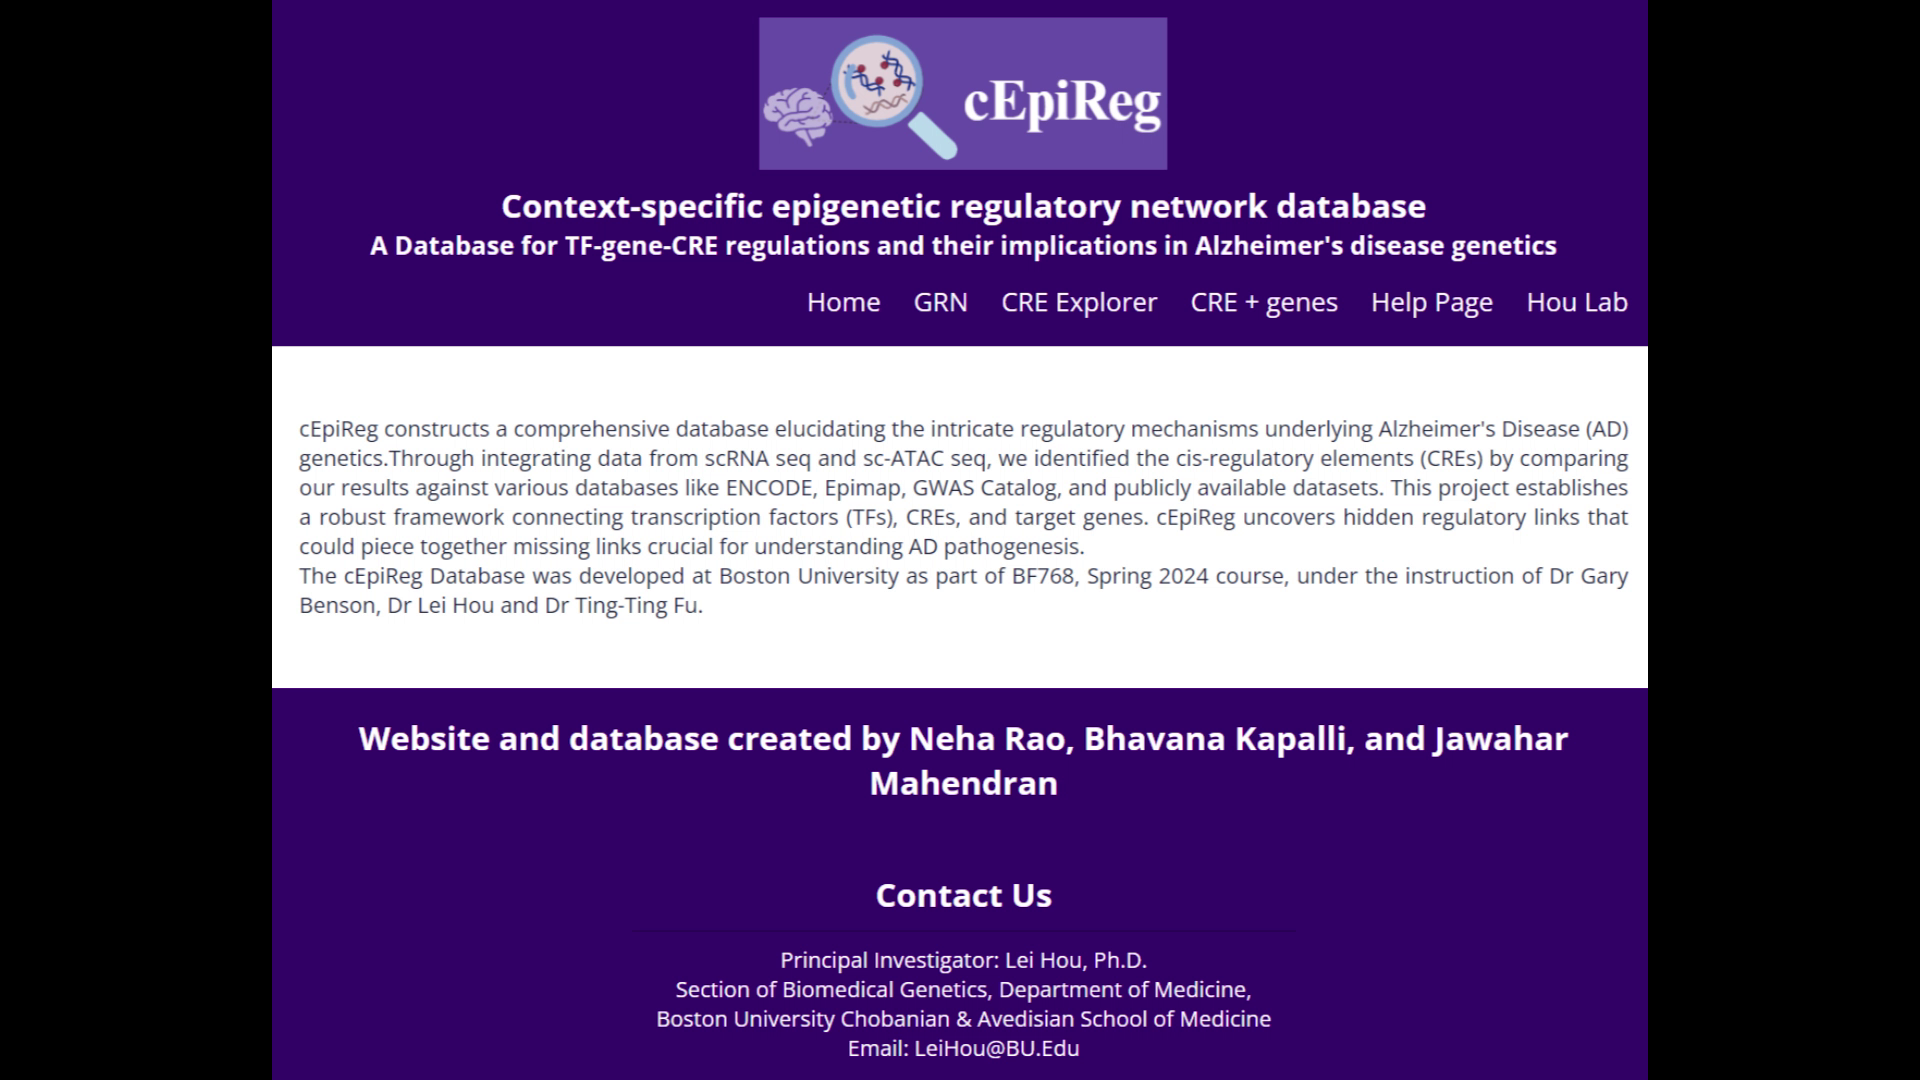 cEpiReg
Context-specific epigenetic regulatory network database
A Database for TF-gene-CRE regulations and their implications in Alzheimer's disease genetics
Home GRN CRE Explorer CRE + genes Help Page Hou Lab
cEpiReg constructs a comprehensive database elucidating the intricate regulatory mechanisms underlying Alzheimer's Disease (AD)
genetics.Through integrating data from scRNA seq and sc-ATAC seq, we identified the cis-regulatory elements (CREs) by comparing
our results against various databases like ENCODE, Epimap, GWAS Catalog, and publicly available datasets. This project establishes
a robust framework connecting transcription factors (TFs), CREs, and target genes. cEpiReg uncovers hidden regulatory links that
could piece together missing links crucial for understanding AD pathogenesis.
The cEpiReg Database was developed at Boston University as part of BF768, Spring 2024 course, under the instruction of Dr Gary
Benson, Dr Lei Hou and Dr Ting-Ting Fu.
Website and database created by Neha Rao, Bhavana Kapalli, and Jawahar
Mahendran
Contact Us
Principal Investigator: Lei Hou, Ph.D.
Section of Biomedical Genetics, Department of Medicine,
Boston University Chobanian & Avedisian School of Medicine
Email: LeiHou@BU.Edu